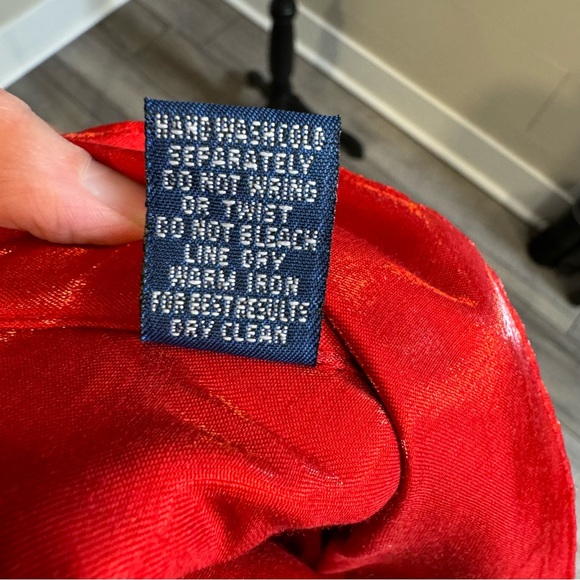 HAND WASH COLD
SEPARATELY
DO NOT WRING
OR TWIST
DO NOT BLEACH
LINE DRY
WARM IRON
FOR BEST RESULTS
DRY CLEAN